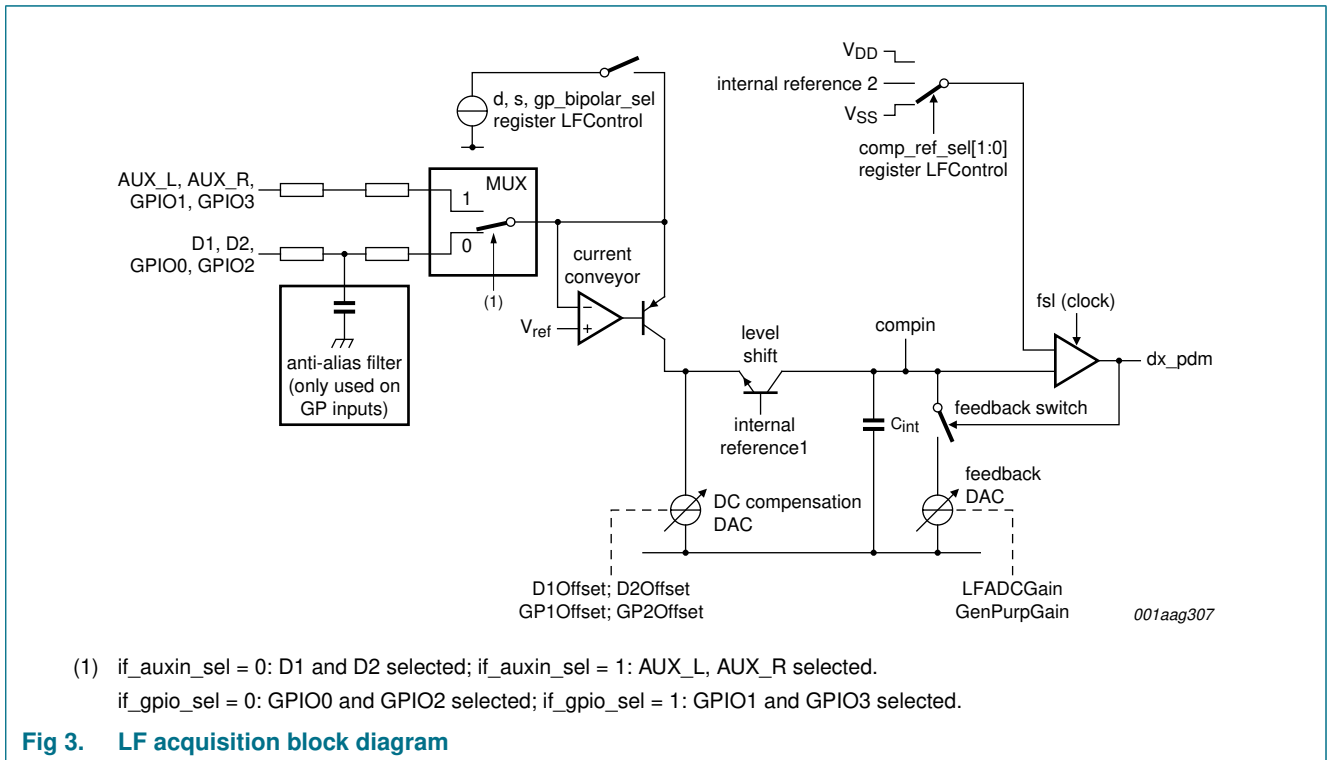 V_DD
internal reference 2
V_SS
d, s, gp_bipolar_sel
register LFControl
comp_ref_sel[1:0]
register LFControl
AUX_L, AUX_R,
GPIO1, GPIO3
MUX
1
D1, D2,
GPIO0, GPIO2
0
(1)
current
conveyor
fsl (clock)
V_ref
−
+
level
shift
compin
dx_pdm
anti-alias filter
(only used on
GP inputs)
internal
reference1
C_int
feedback switch
feedback
DAC
DC compensation
DAC
D1Offset; D2Offset
GP1Offset; GP2Offset
LFADCGain
GenPurpGain
001aag307
(1) if_auxin_sel = 0: D1 and D2 selected; if_auxin_sel = 1: AUX_L, AUX_R selected.
if_gpio_sel = 0: GPIO0 and GPIO2 selected; if_gpio_sel = 1: GPIO1 and GPIO3 selected.
Fig 3. LF acquisition block diagram